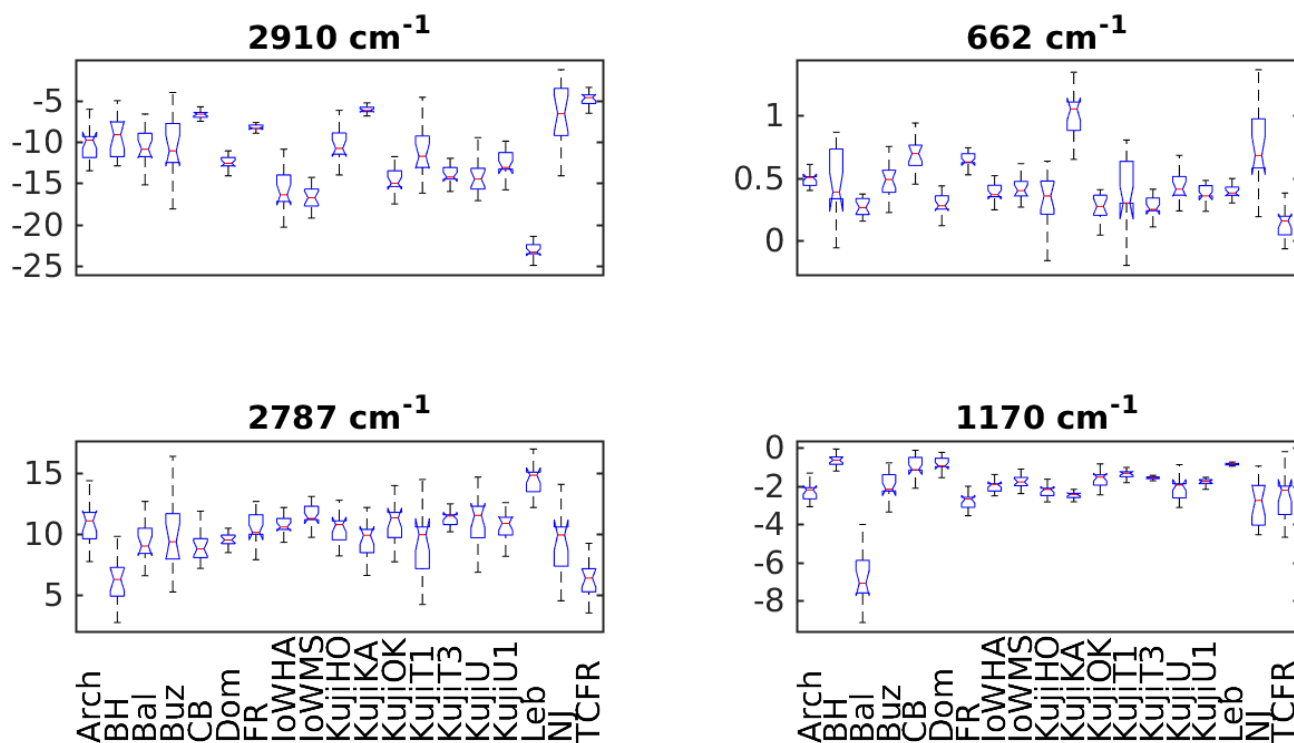 2910 cm-1
-5
-10
-15
-20
-25
662 cm-1
1
0.5
0
2787 cm-1
15
10
5
Arch
BH
Bal
Buz
CB
Dom
FR
IoWHA
IoWMS
KujiHO
KujiKA
KujiOK
KujiT1
KujiT3
KujiU
KujiU1
Leb
NJ
TCFR
1170 cm-1
0
-2
-4
-6
-8
Arch
BH
Bal
Buz
CB
Dom
FR
IoWHA
IoWMS
KujiHO
KujiKA
KujiOK
KujiT1
KujiT3
KujiU
KujiU1
Leb
NJ
TCFR